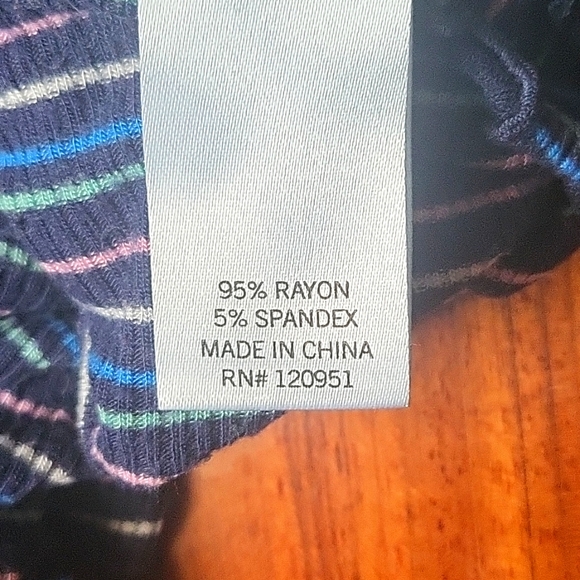 95% RAYON
5% SPANDEX
MADE IN CHINA
RN# 120951